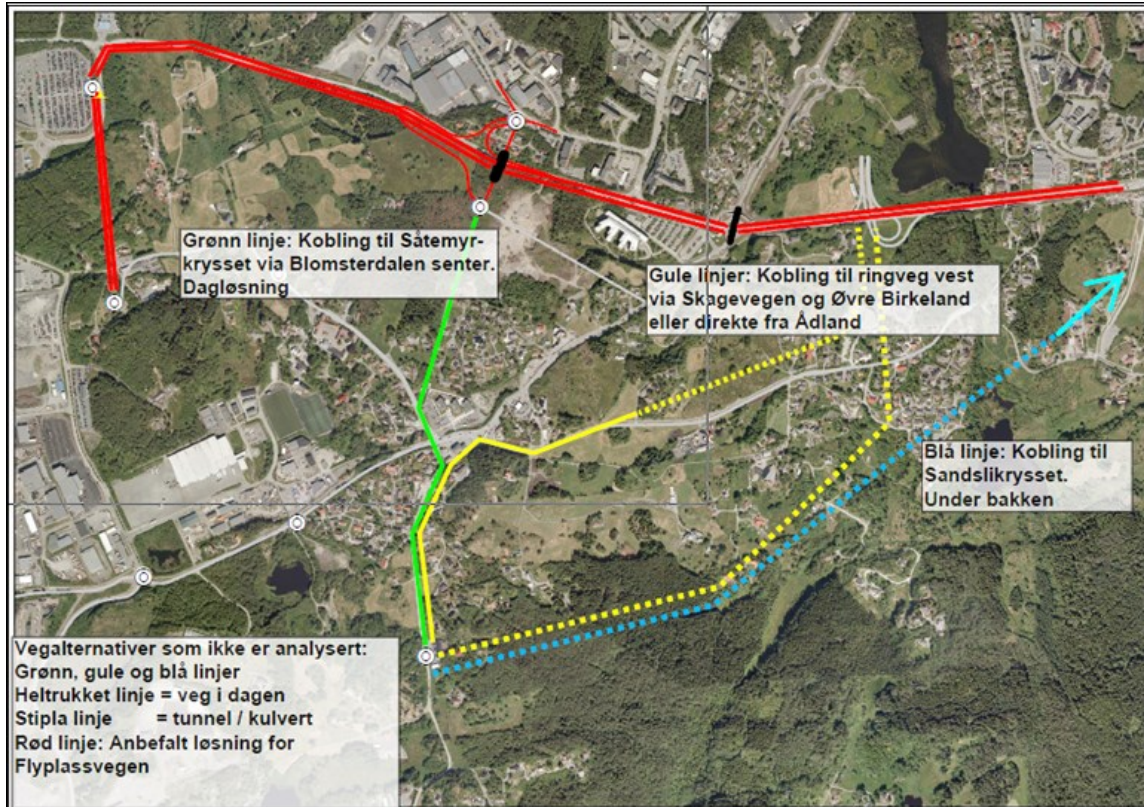 Grønn linje: Kobling til Såtemyr-
krysset via Blomsterdalen senter.
Dagløsning
Gule linjer: Kobling til ringveg vest
via Skagevegen og Øvre Birkeland
eller direkte fra Ådland
Blå linje: Kobling til
Sandslikrysset.
Under bakken
Vegalternativer som ikke er analysert:
Grønn, gule og blå linjer
Heltrukket linje = veg i dagen
Stipla linje = tunnel / kulvert
Rød linje: Anbefalt løsning for
Flyplassvegen